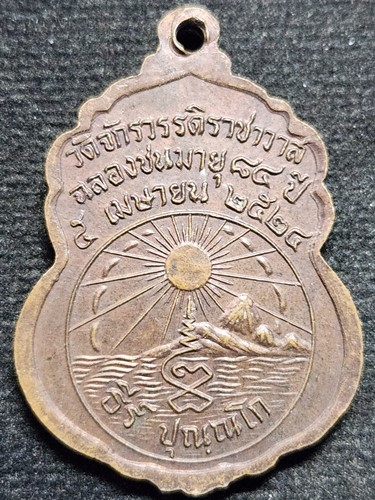 วัดจักรวรรดิราชาวาส
ฉลองชนมายุ ๘๔ ปี
๕ เมษายน ๒๕๒๔
ธีร์ ปุณฺณโก